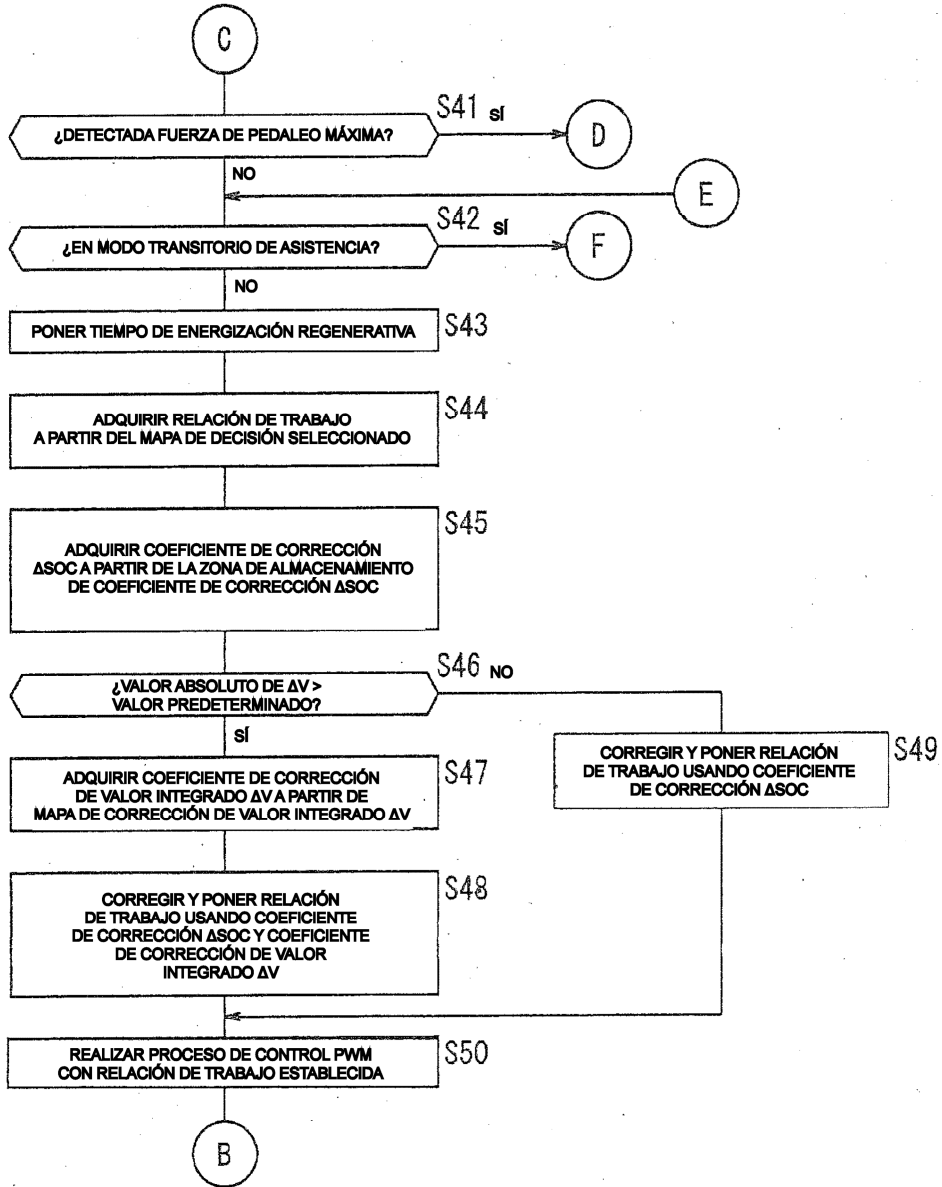 C
S41 SÍ
¿DETECTADA FUERZA DE PEDALEO MÁXIMA?
D
NO
E
S42 SÍ
¿EN MODO TRANSITORIO DE ASISTENCIA?
F
NO
PONER TIEMPO DE ENERGIZACIÓN REGENERATIVA
S43
S44
ADQUIRIR RELACIÓN DE TRABAJO
A PARTIR DEL MAPA DE DECISIÓN SELECCIONADO
S45
ADQUIRIR COEFICIENTE DE CORRECCIÓN
ΔSOC A PARTIR DE LA ZONA DE ALMACENAMIENTO
DE COEFICIENTE DE CORRECCIÓN ΔSOC
S46 NO
¿VALOR ABSOLUTO DE ΔV >
VALOR PREDETERMINADO?
SÍ
S47
ADQUIRIR COEFICIENTE DE CORRECCIÓN
DE VALOR INTEGRADO ΔV A PARTIR DE
MAPA DE CORRECCIÓN DE VALOR INTEGRADO ΔV
S49
CORREGIR Y PONER RELACIÓN
DE TRABAJO USANDO COEFICIENTE
DE CORRECCIÓN ΔSOC
S48
CORREGIR Y PONER RELACIÓN
DE TRABAJO USANDO COEFICIENTE
DE CORRECCIÓN ΔSOC Y COEFICIENTE
DE CORRECCIÓN DE VALOR
INTEGRADO ΔV
S50
REALIZAR PROCESO DE CONTROL PWM
CON RELACIÓN DE TRABAJO ESTABLECIDA
B